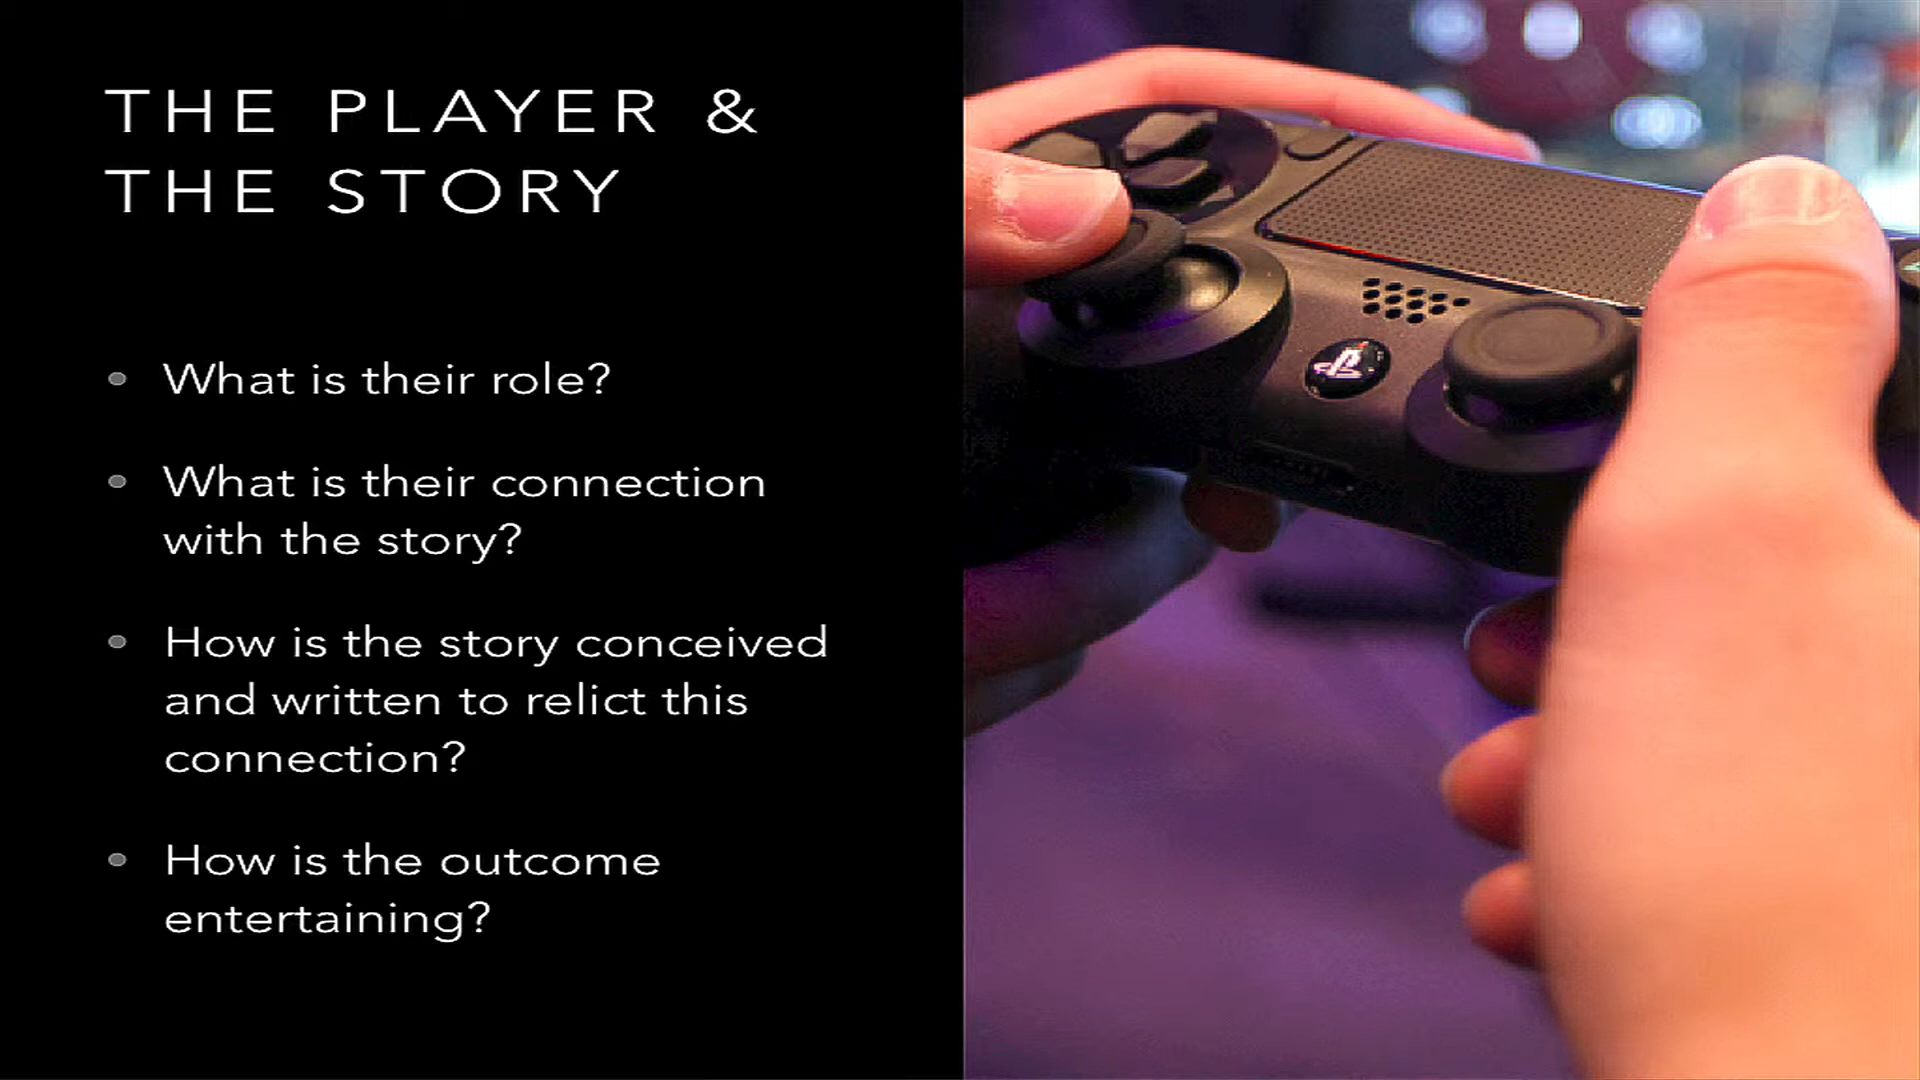 THE PLAYER &
THE STORY
• What is their role?
• What is their connection
with the story?
• How is the story conceived
and written to relict this
connection?
• How is the outcome
entertaining?